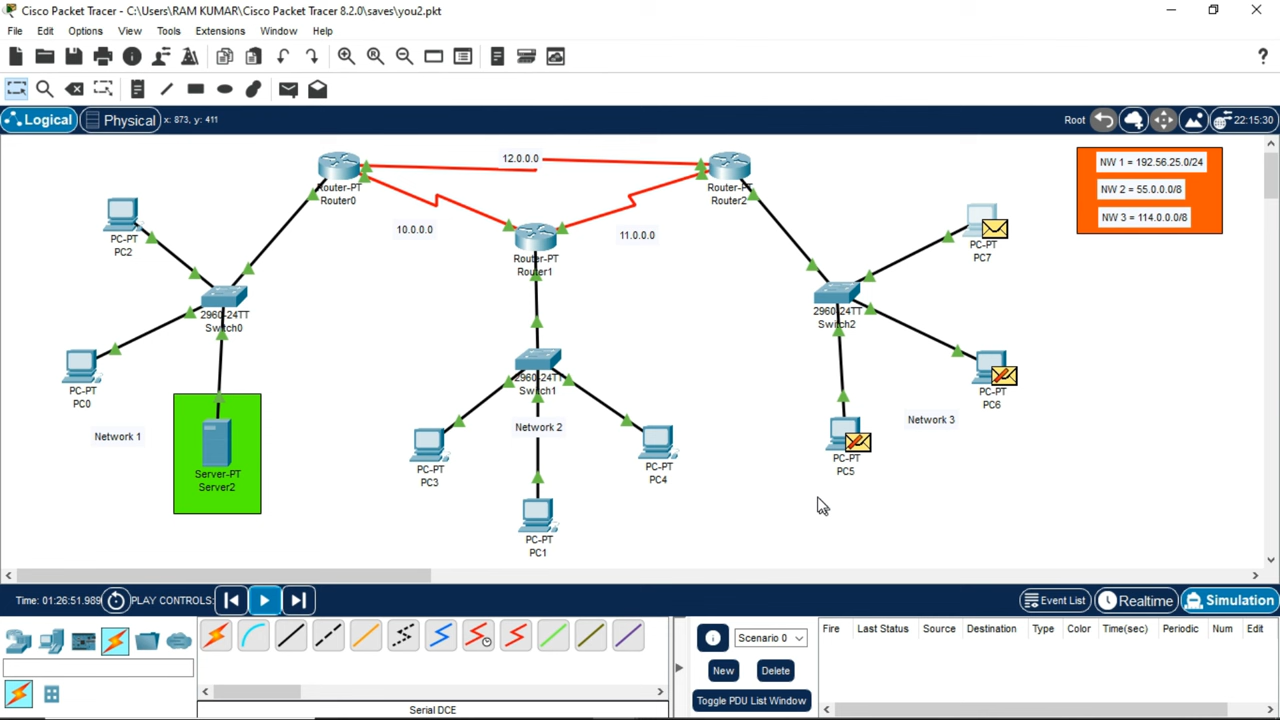 Cisco Packet Tracer - C:\Users\RAM KUMAR\Cisco Packet Tracer 8.2.0\saves\you2.pkt
File Edit Options View Tools Extensions Window Help
Logical Physical x: 873, y: 411 Root 22:15:30
12.0.0.0
Router-PT
Router0
Router-PT
Router2
NW 1 = 192.56.25.0/24
NW 2 = 55.0.0.0/8
NW 3 = 114.0.0.0/8
PC-PT
PC2
10.0.0.0
11.0.0.0
Router-PT
Router1
PC-PT
PC7
2960-24TT
Switch0
2960-24TT
Switch2
PC-PT
PC0
2960-24TT
Switch1
PC-PT
PC6
Network 1
Network 2
Network 3
Server-PT
Server2
PC-PT
PC3
PC-PT
PC4
PC-PT
PC5
PC-PT
PC1
Time: 01:26:51.989 PLAY CONTROLS: Event List Realtime Simulation
Scenario 0
New Delete
Toggle PDU List Window
Fire Last Status Source Destination Type Color Time(sec) Periodic Num Edit
Serial DCE